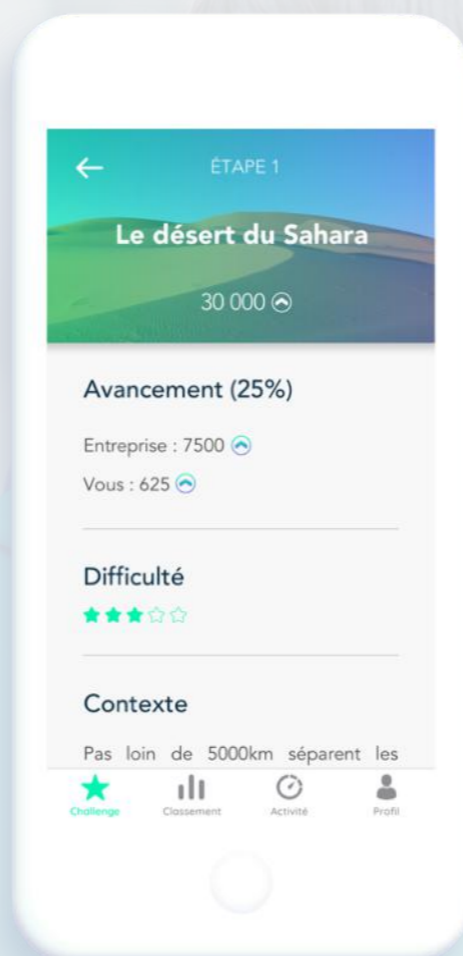 ÉTAPE 1
Le désert du Sahara
30 000
Avancement (25%)
Entreprise : 7500
Vous : 625
Difficulté
Contexte
Pas loin de 5000km séparent les
Challenge Classement Activité Profil